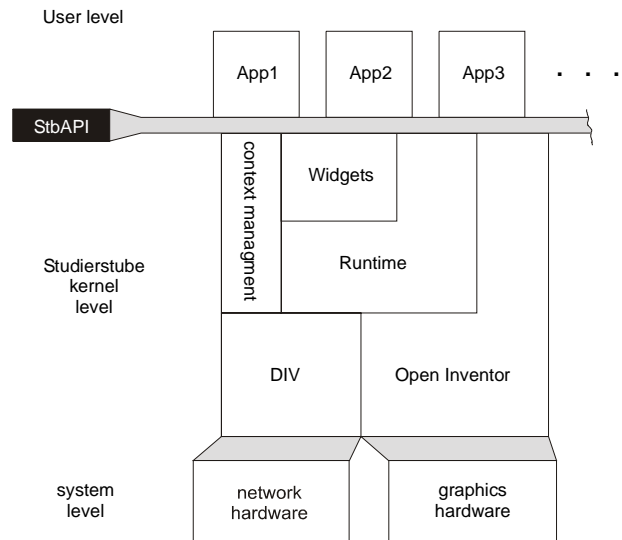 User level
App1
App2
App3
. . .
StbAPI
context managment
Widgets
Studierstube
kernel
level
Runtime
DIV
Open Inventor
system
level
network
hardware
graphics
hardware